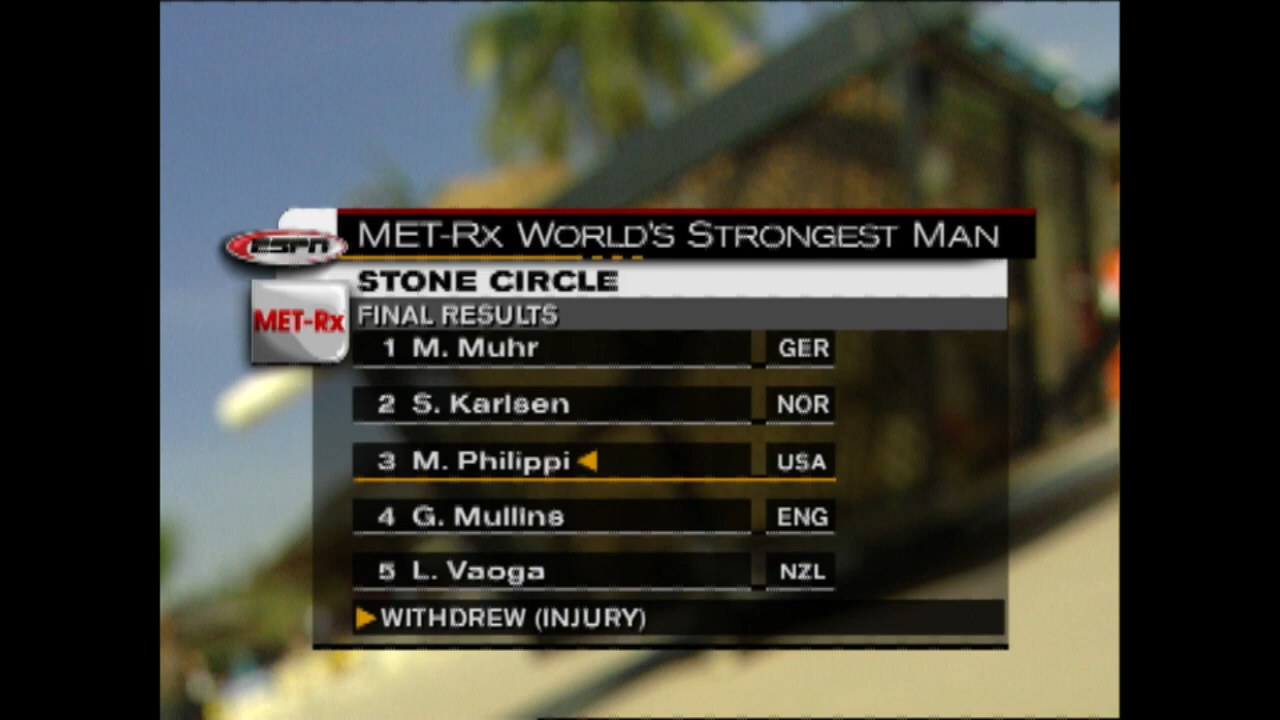 ESPN
MET-RX WORLD'S STRONGEST MAN
STONE CIRCLE
MET-Rx
FINAL RESULTS
1 M. Muhr GER
2 S. Karlsen NOR
3 M. Philippi ◀ USA
4 G. Mullins ENG
5 L. Vaoga NZL
▶ WITHDREW (INJURY)